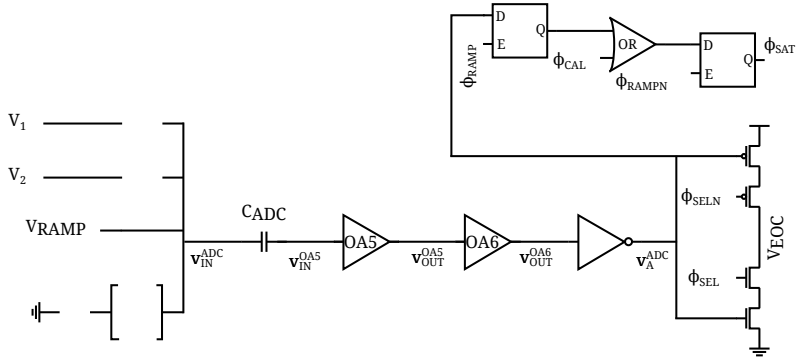 D
Q
E
ϕRAMP
ϕCAL
OR
ϕRAMPN
D
Q
E
ϕSAT
V1
V2
VRAMP
CADC
vINADC
vINOA5
OA5
vOUTOA5
OA6
vOUTOA6
vAADC
ϕSELN
ϕSEL
VEOC